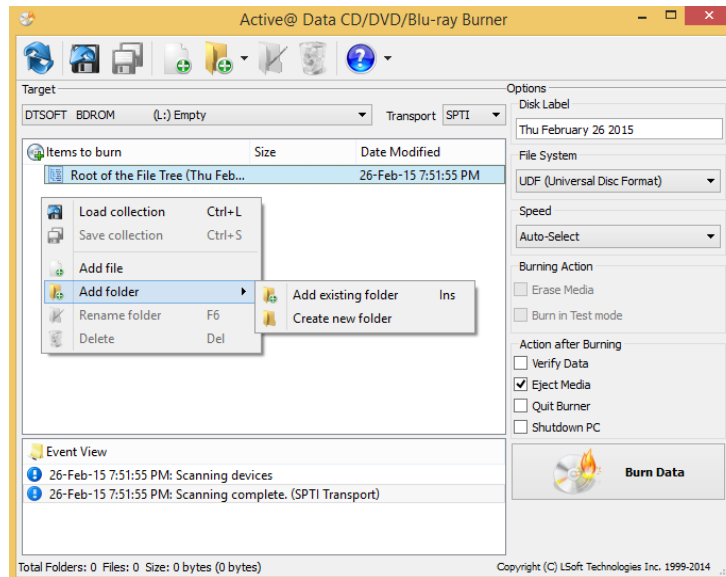 Active@ Data CD/DVD/Blu-ray Burner
Target
DTSOFT BDROM (L:) Empty
Transport SPTI
Items to burn Size Date Modified
Root of the File Tree (Thu Feb... 26-Feb-15 7:51:55 PM
Load collection Ctrl+L
Save collection Ctrl+S
Add file
Add folder
Rename folder F6
Delete Del
Add existing folder Ins
Create new folder
Options
Disk Label
Thu February 26 2015
File System
UDF (Universal Disc Format)
Speed
Auto-Select
Burning Action
Erase Media
Burn in Test mode
Action after Burning
Verify Data
Eject Media
Quit Burner
Shutdown PC
Burn Data
Event View
26-Feb-15 7:51:55 PM: Scanning devices
26-Feb-15 7:51:55 PM: Scanning complete. (SPTI Transport)
Total Folders: 0 Files: 0 Size: 0 bytes (0 bytes)
Copyright (C) LSoft Technologies Inc. 1999-2014